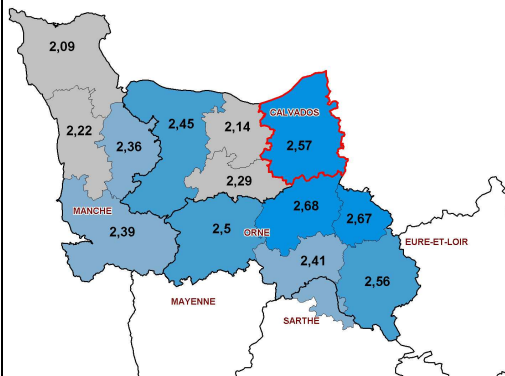 2,09
CALVADOS
2,45
2,14
2,22
2,36
2,57
2,29
2,68
2,67
MANCHE
2,39
2,5
ORNE
EURE-ET-LOIR
2,41
2,56
MAYENNE
SARTHE